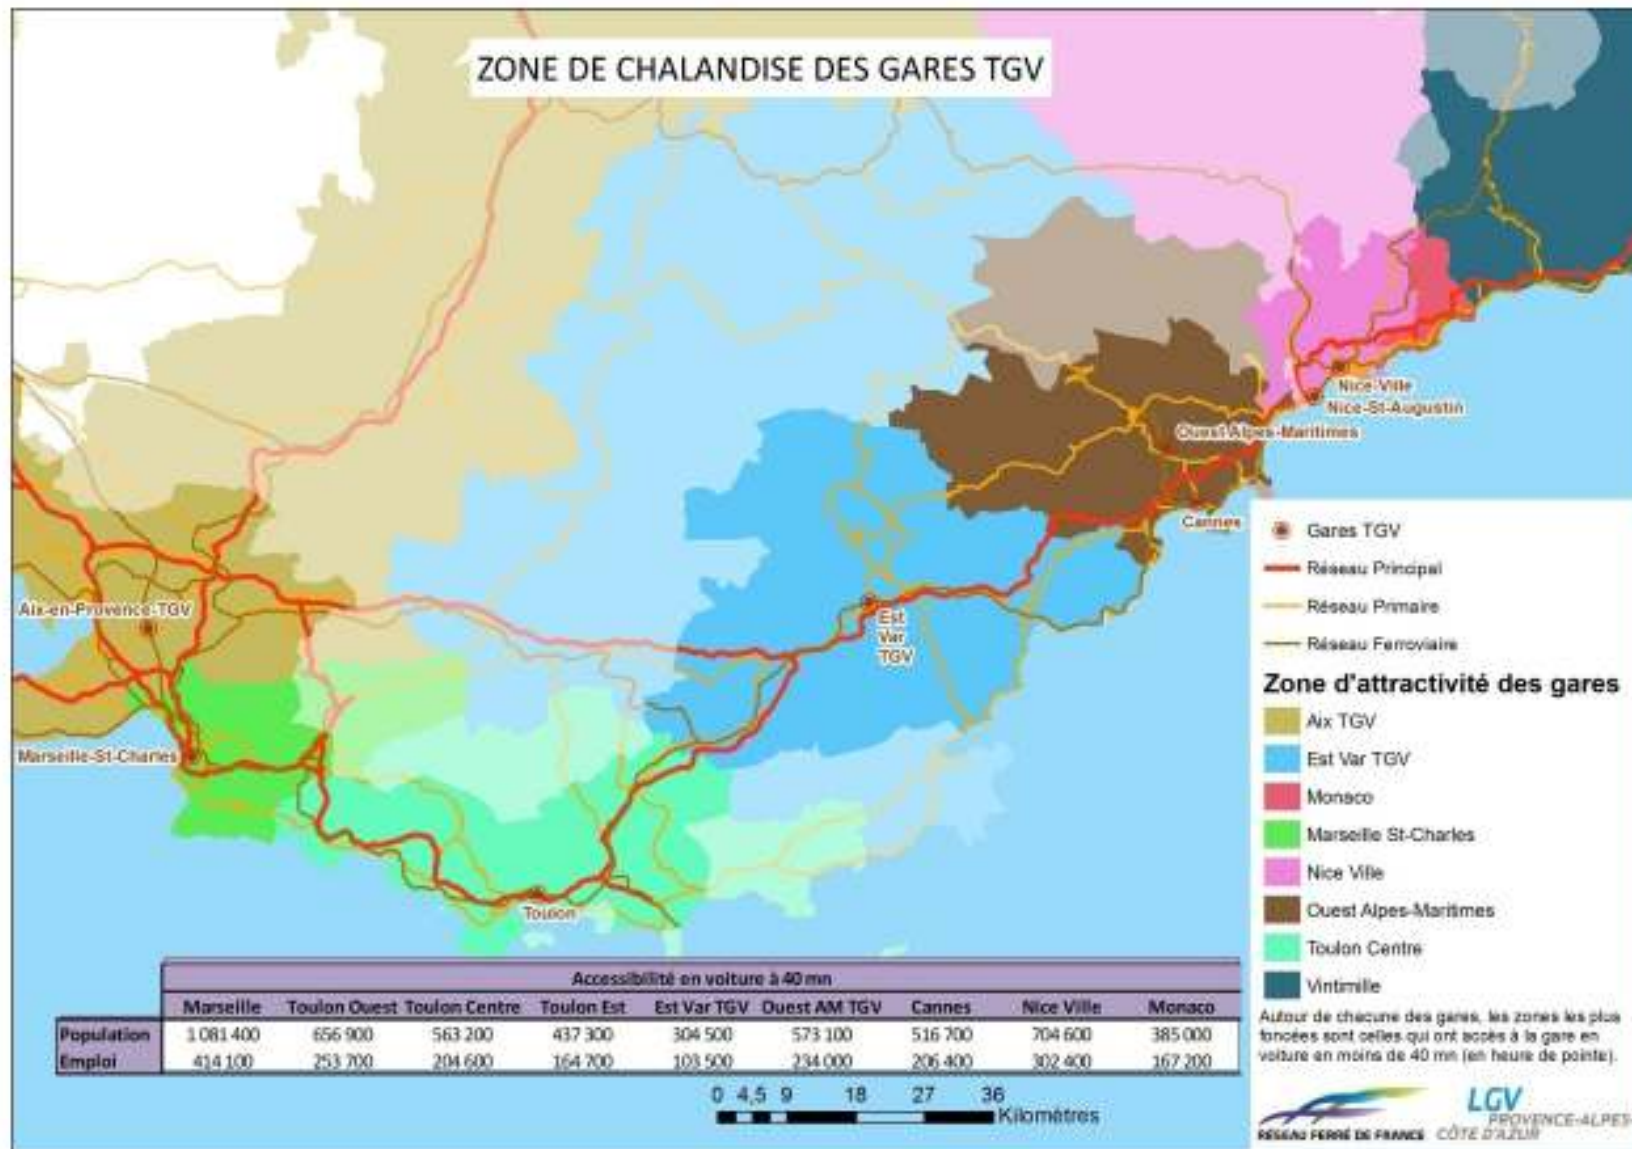 ZONE DE CHALANDISE DES GARES TGV
Nice-Ville
Nice-St-Augustin
Ouest Alpes-Maritimes
Cannes
Aix-en-Provence-TGV
Est
Var
TGV
Marseille-St-Charles
Toulon
Gares TGV
Réseau Principal
Réseau Primaire
Réseau Ferroviaire
Zone d'attractivité des gares
Aix TGV
Est Var TGV
Monaco
Marseille St-Charles
Nice Ville
Ouest Alpes-Maritimes
Toulon Centre
Vintimille
Autour de chacune des gares, les zones les plus
foncées sont celles qui ont accès à la gare en
voiture en moins de 40 mn (en heure de pointe).
Accessibilité en voiture à 40 mn
Marseille Toulon Ouest Toulon Centre Toulon Est Est Var TGV Ouest AM TGV Cannes Nice Ville Monaco
Population 1 081 400 656 900 563 200 437 300 304 500 573 100 516 700 704 600 385 000
Emploi 414 100 253 700 204 600 164 700 103 500 234 000 206 400 302 400 167 200
0 4,5 9 18 27 36
Kilomètres
RÉSEAU FERRÉ DE FRANCE
LGV
PROVENCE-ALPES-
CÔTE D'AZUR